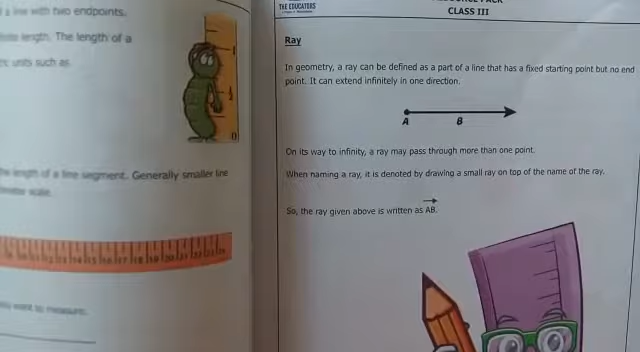 a line with two endpoints.
length. The length of a
units such as
1
0
the length of a line segment. Generally smaller line
scale.
want to measure.
THE EDUCATORS
CLASS III
Ray
In geometry, a ray can be defined as a part of a line that has a fixed starting point but no end
point. It can extend infinitely in one direction.
A B
On its way to infinity, a ray may pass through more than one point.
When naming a ray, it is denoted by drawing a small ray on top of the name of the ray.
So, the ray given above is written as AB.